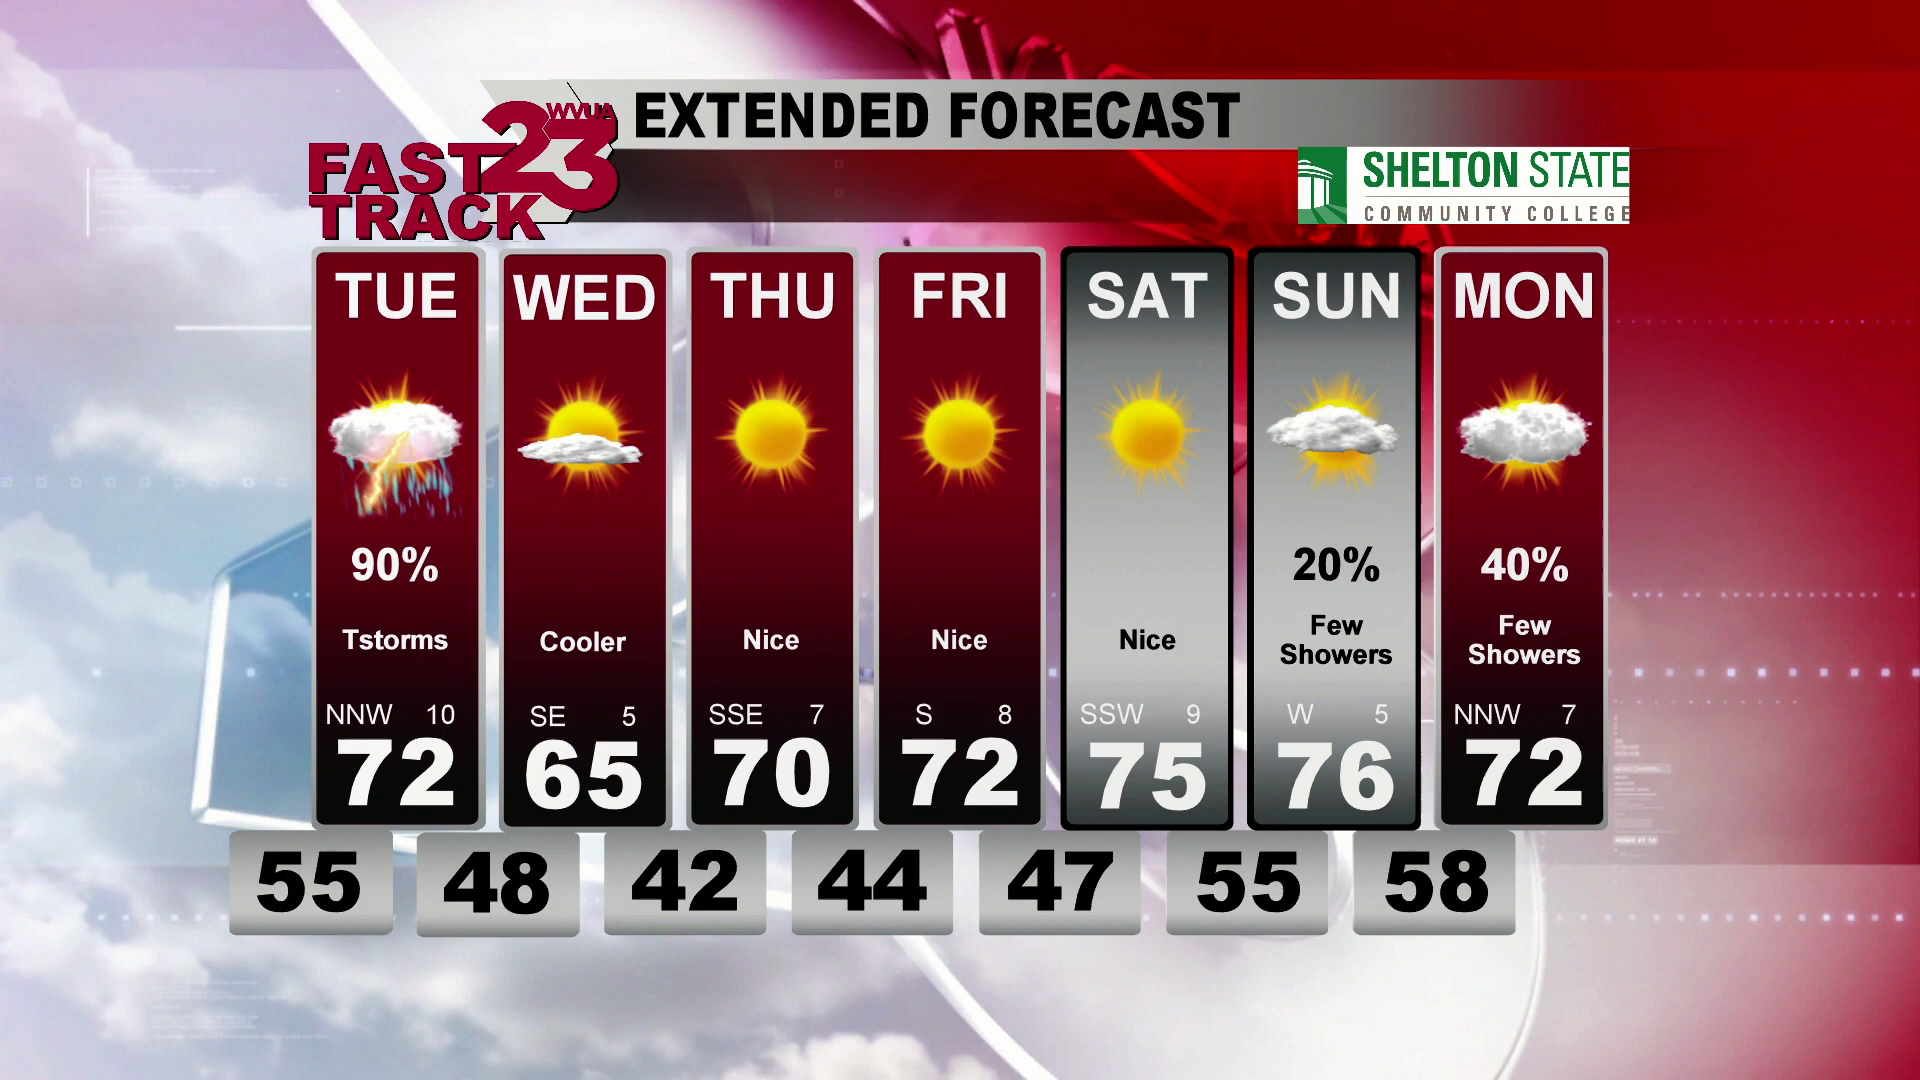 WVUA
23
EXTENDED FORECAST
FAST
TRACK
SHELTON STATE
COMMUNITY COLLEGE
TUE WED THU FRI SAT SUN MON
90% 20% 40%
Tstorms Cooler Nice Nice Nice Few Showers Few Showers
NNW 10 SE 5 SSE 7 S 8 SSW 9 W 5 NNW 7
72 65 70 72 75 76 72
55 48 42 44 47 55 58